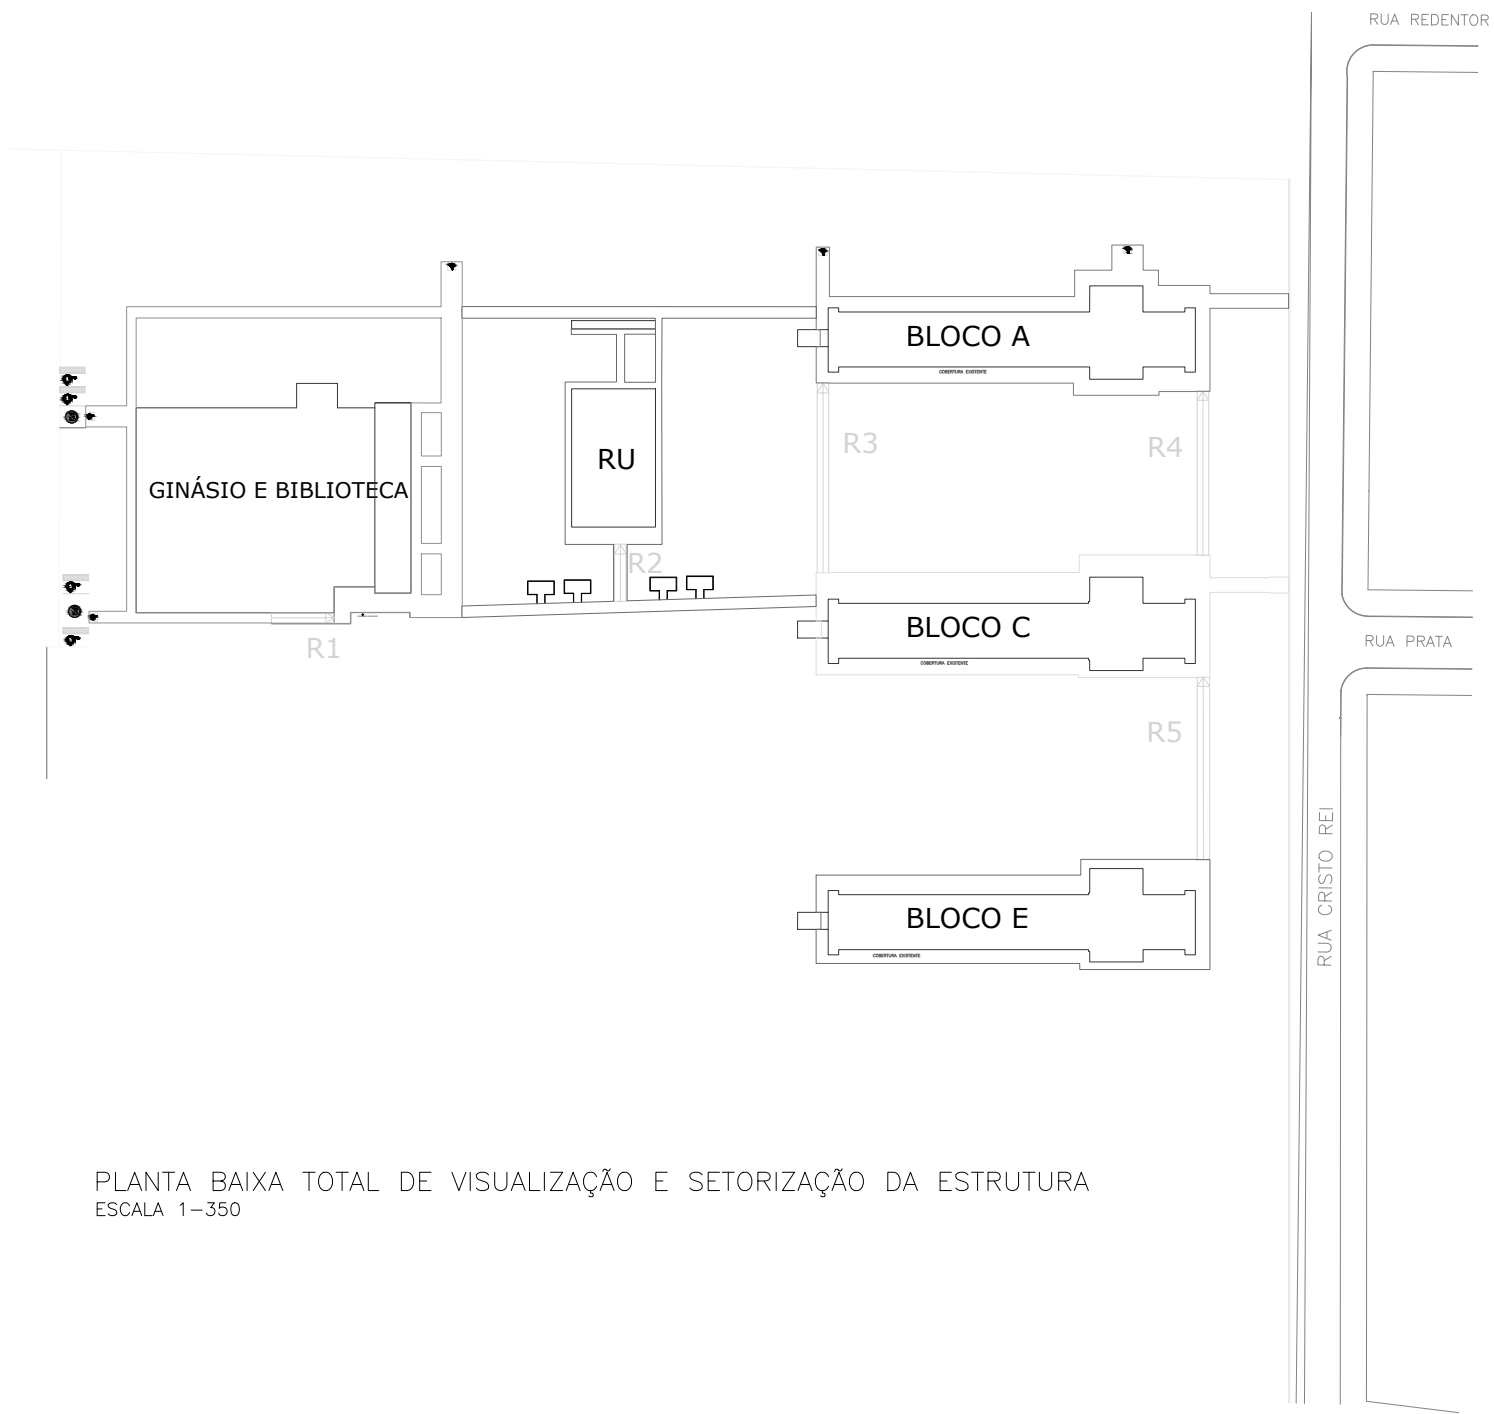 RUA REDENTOR
BLOCO A
COBERTURA EXISTENTE
R3
R4
RU
GINÁSIO E BIBLIOTECA
R2
BLOCO C
RUA PRATA
R1
COBERTURA EXISTENTE
R5
RUA CRISTO REI
BLOCO E
COBERTURA EXISTENTE
PLANTA BAIXA TOTAL DE VISUALIZAÇÃO E SETORIZAÇÃO DA ESTRUTURA
ESCALA 1-350